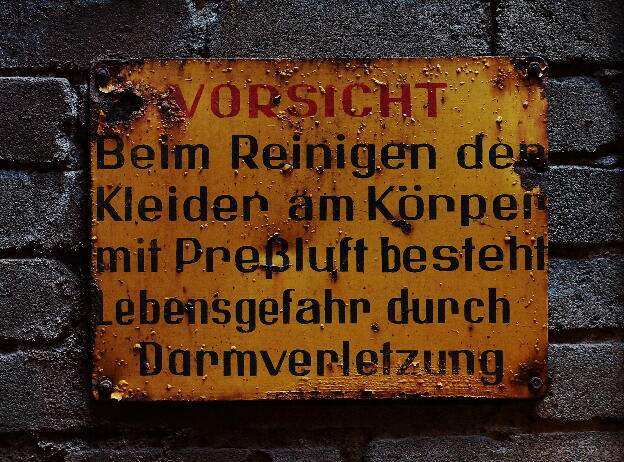 VORSICHT
Beim Reinigen der
Kleider am Körper
mit Preßluft besteht
Lebensgefahr durch
Darmverletzung